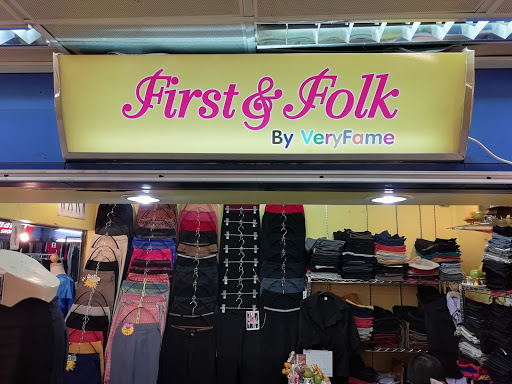 First & Folk
By VeryFame